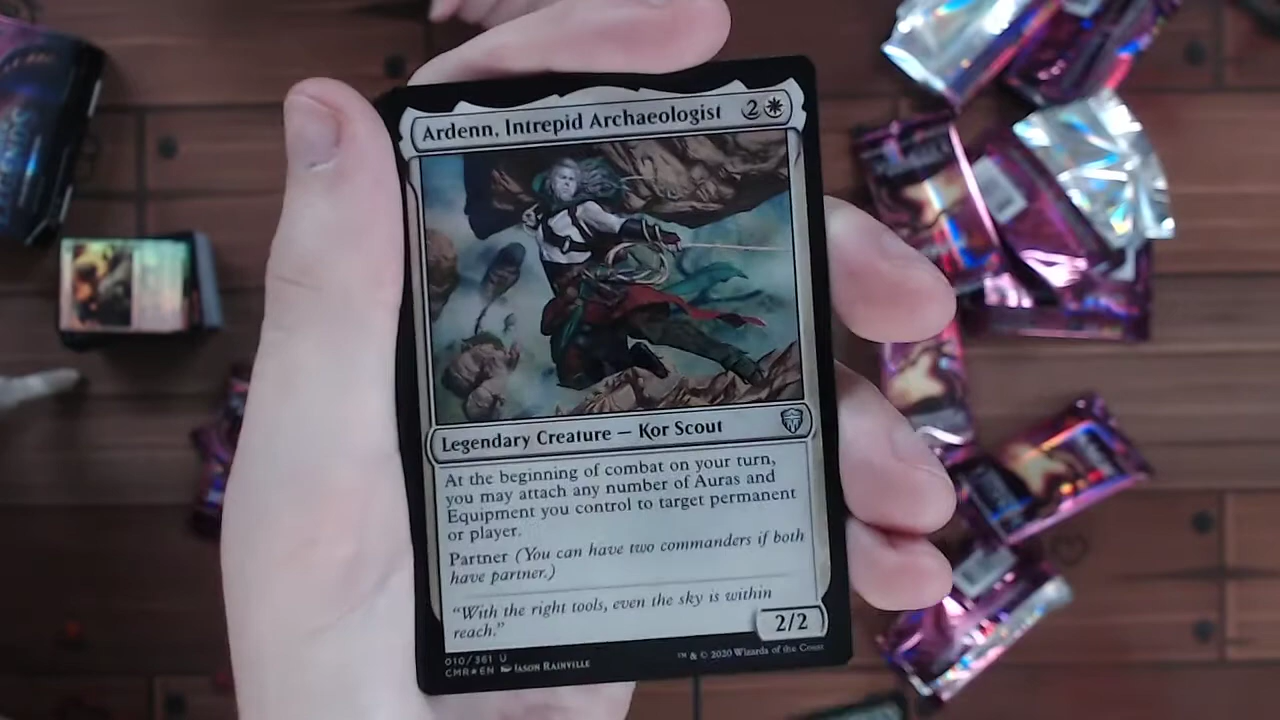 Ardenn, Intrepid Archaeologist 2
Legendary Creature — Kor Scout
At the beginning of combat on your turn,
you may attach any number of Auras and
Equipment you control to target permanent
or player.
Partner (You can have two commanders if both
have partner.)
“With the right tools, even the sky is within
reach.”
2/2
010/361 U
CMR★EN Jason Rainville
™ & © 2020 Wizards of the Coast